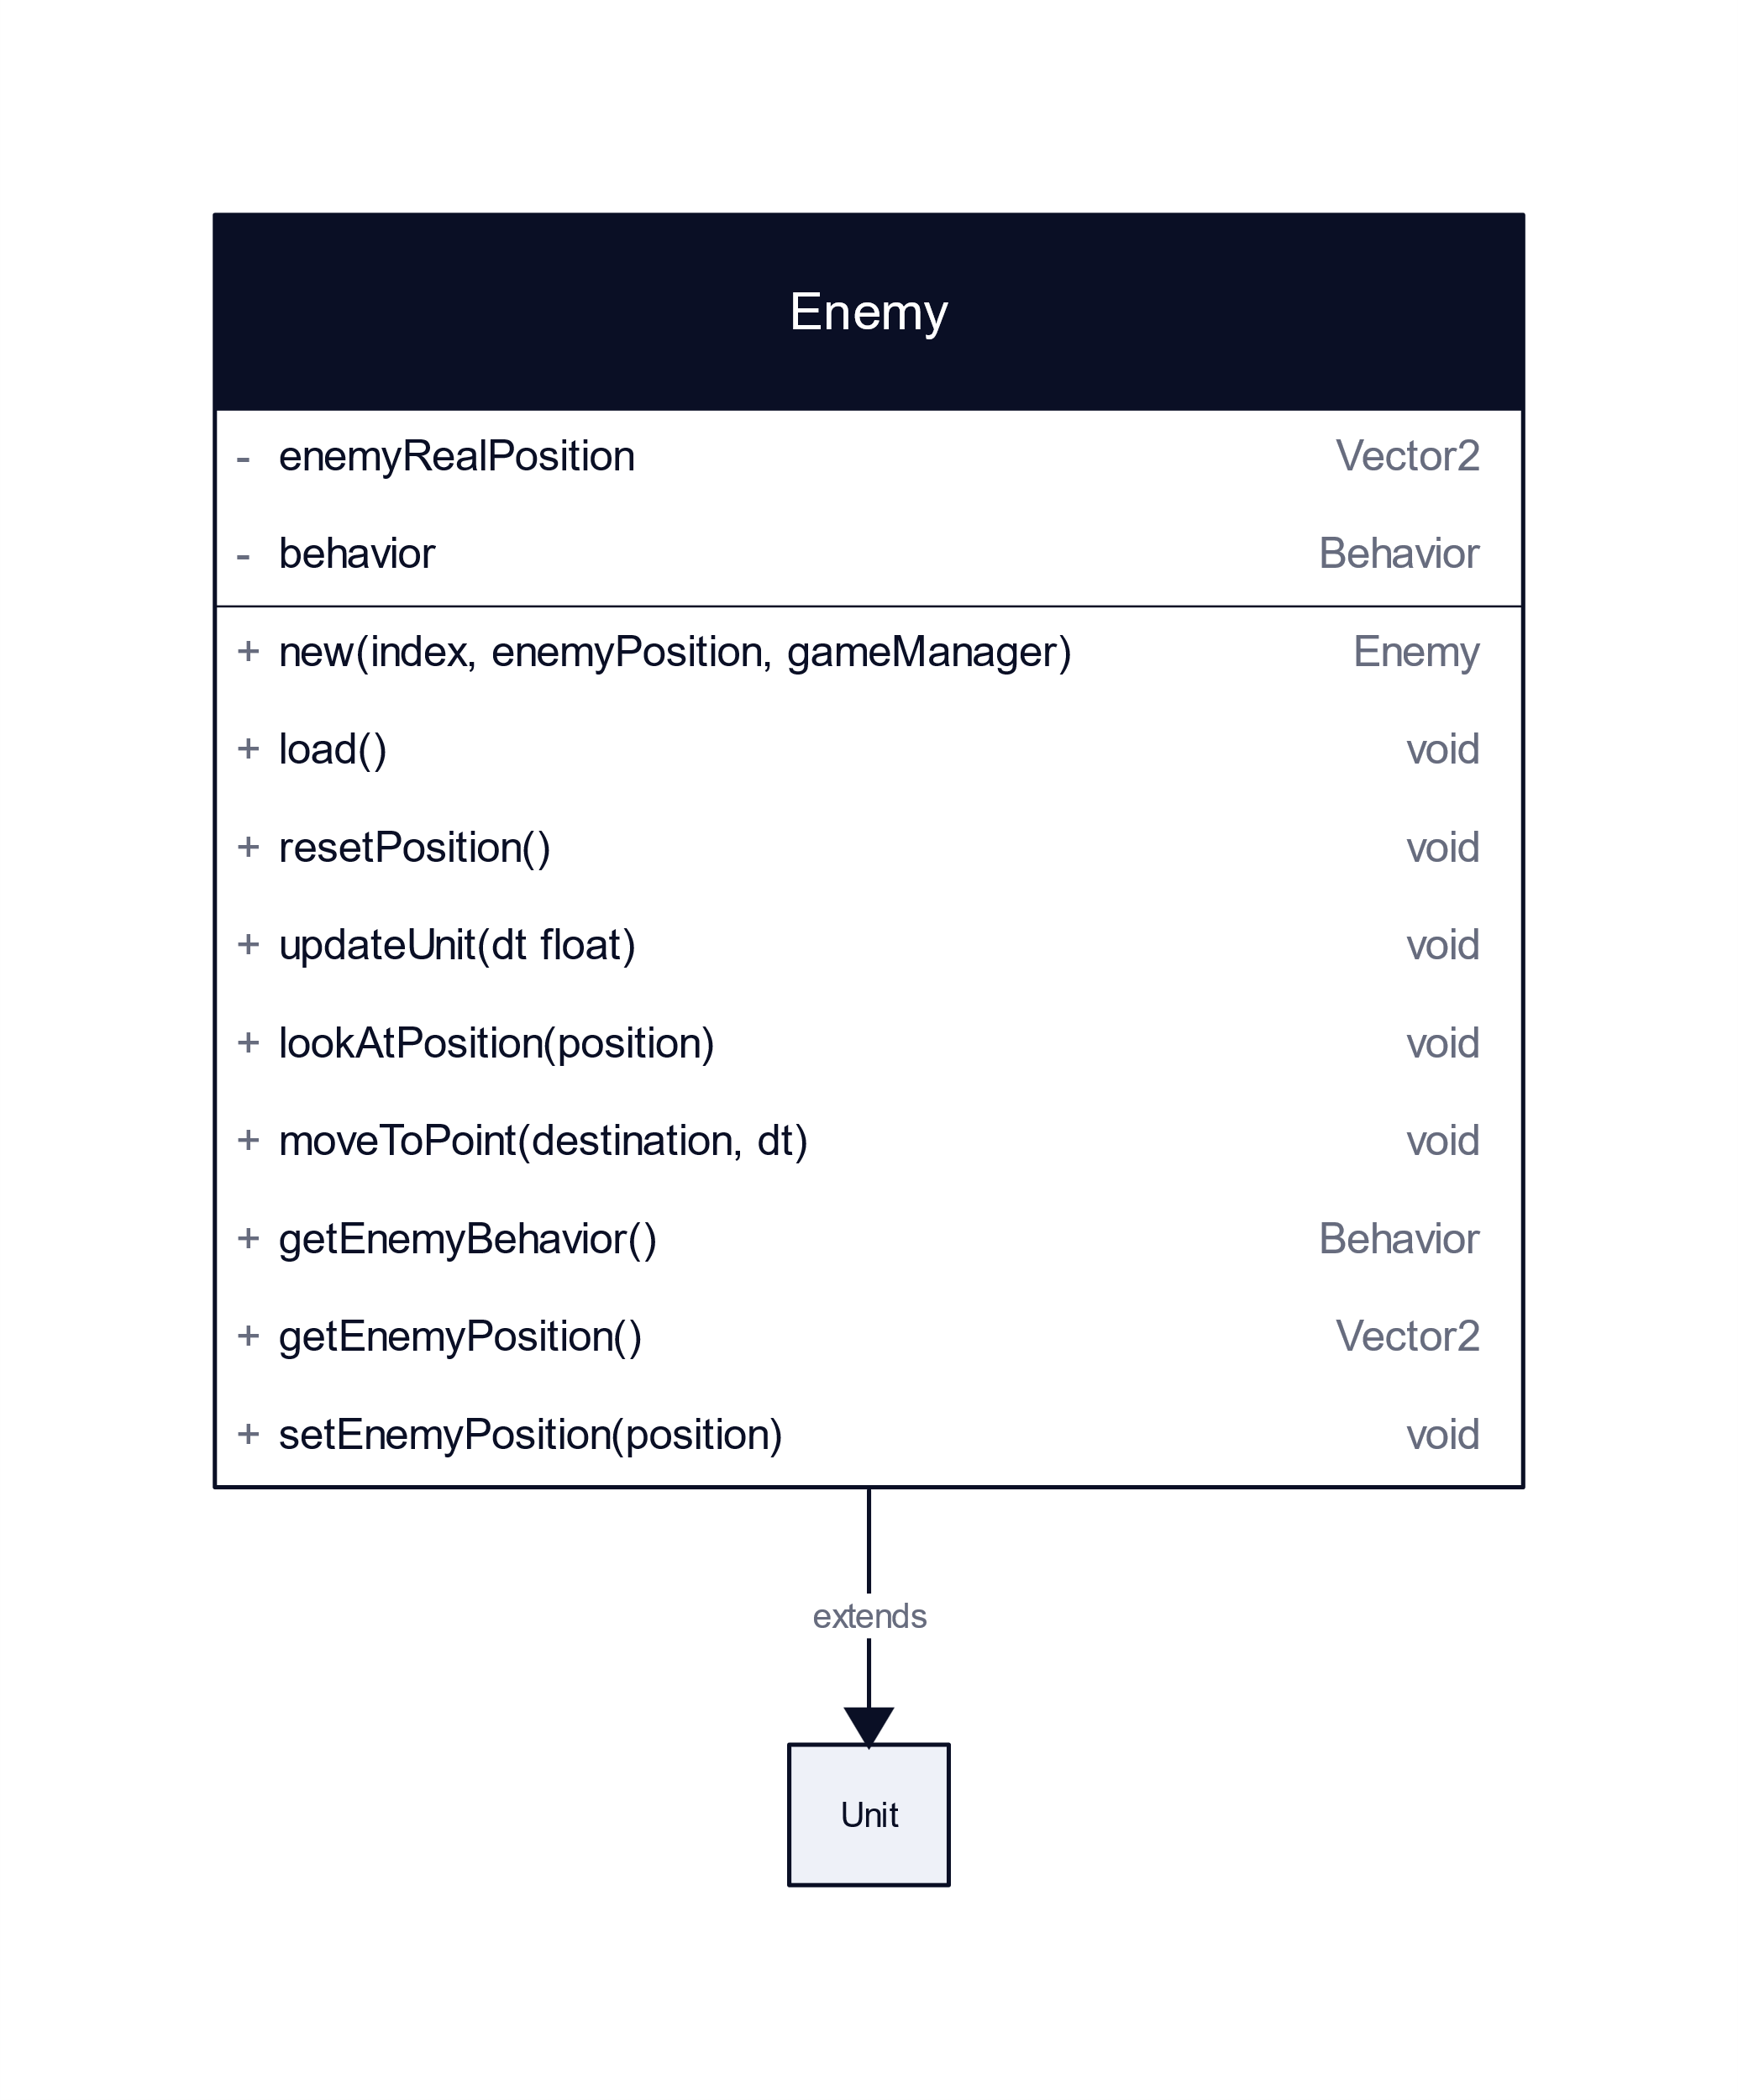 Enemy
- enemyRealPosition Vector2
- behavior Behavior
+ new(index, enemyPosition, gameManager) Enemy
+ load() void
+ resetPosition() void
+ updateUnit(dt float) void
+ lookAtPosition(position) void
+ moveToPoint(destination, dt) void
+ getEnemyBehavior() Behavior
+ getEnemyPosition() Vector2
+ setEnemyPosition(position) void
extends
Unit